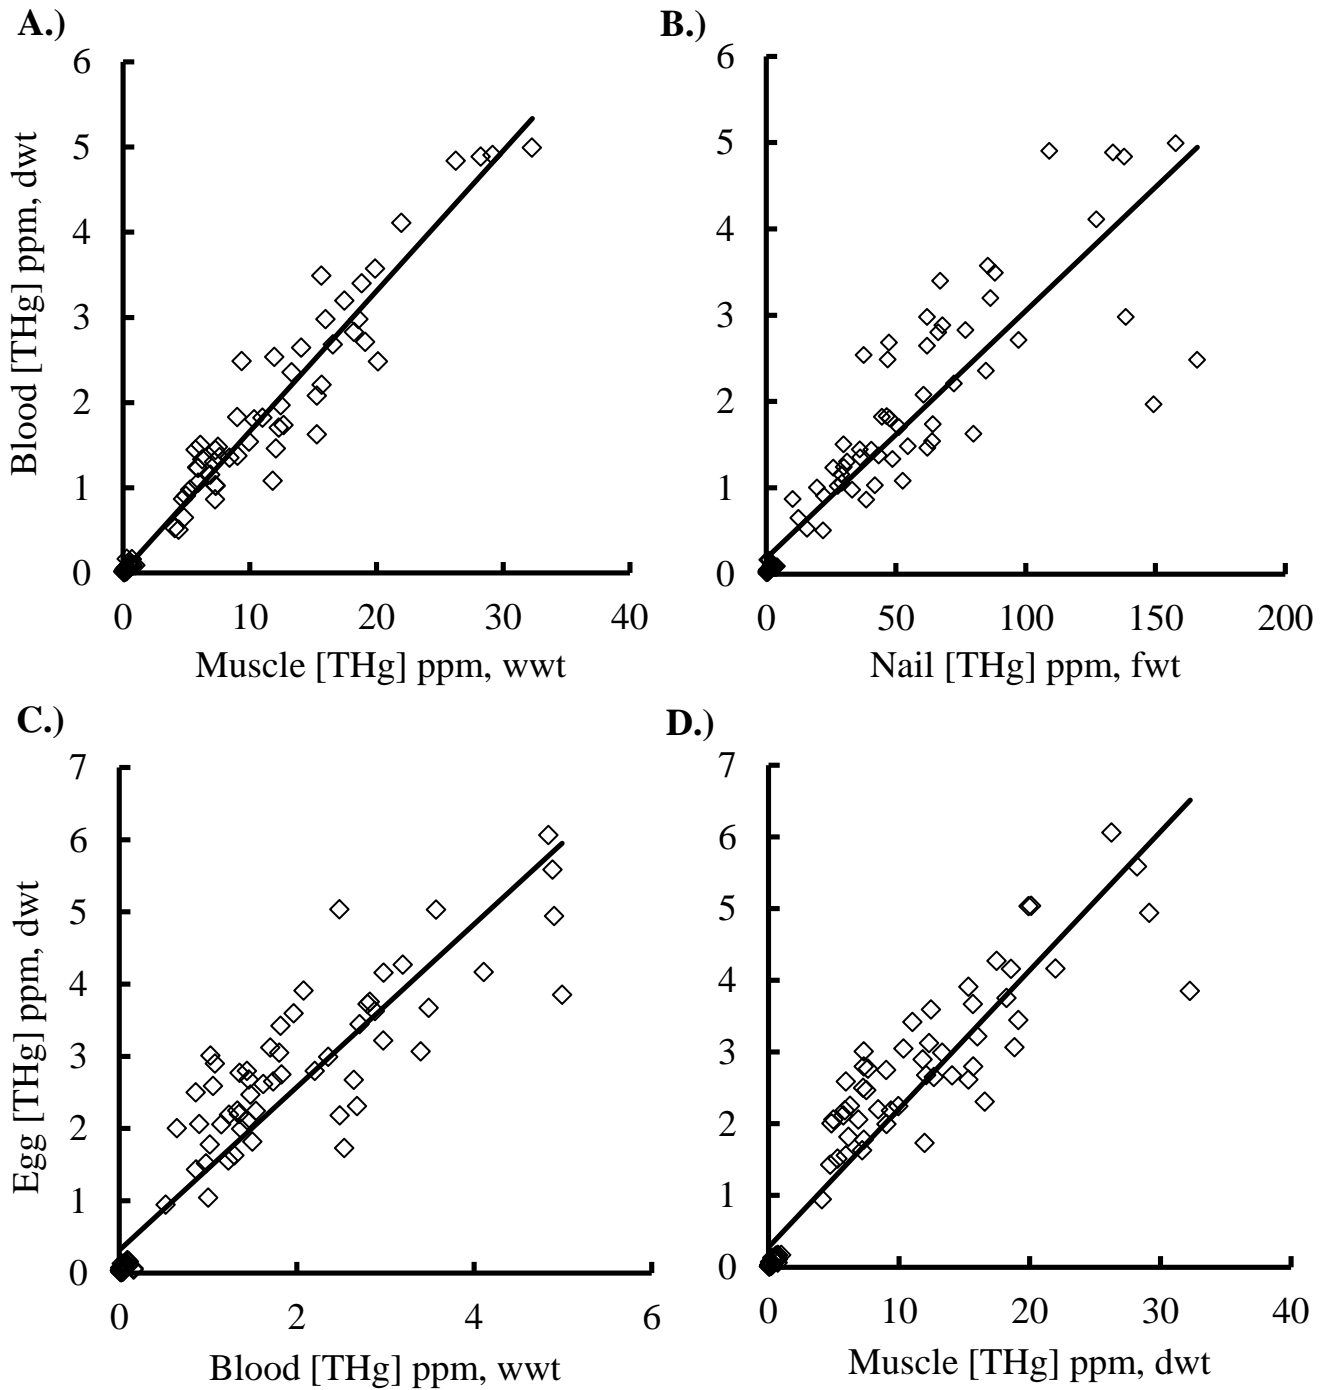 A.)
6
5
4
3
2
1
0
Blood [THg] ppm, dwt
0 10 20 30 40
Muscle [THg] ppm, wwt
B.)
6
5
4
3
2
1
0
0 50 100 150 200
Nail [THg] ppm, fwt
C.)
7
6
5
4
3
2
1
0
Egg [THg] ppm, dwt
0 2 4 6
Blood [THg] ppm, wwt
D.)
7
6
5
4
3
2
1
0
0 10 20 30 40
Muscle [THg] ppm, dwt